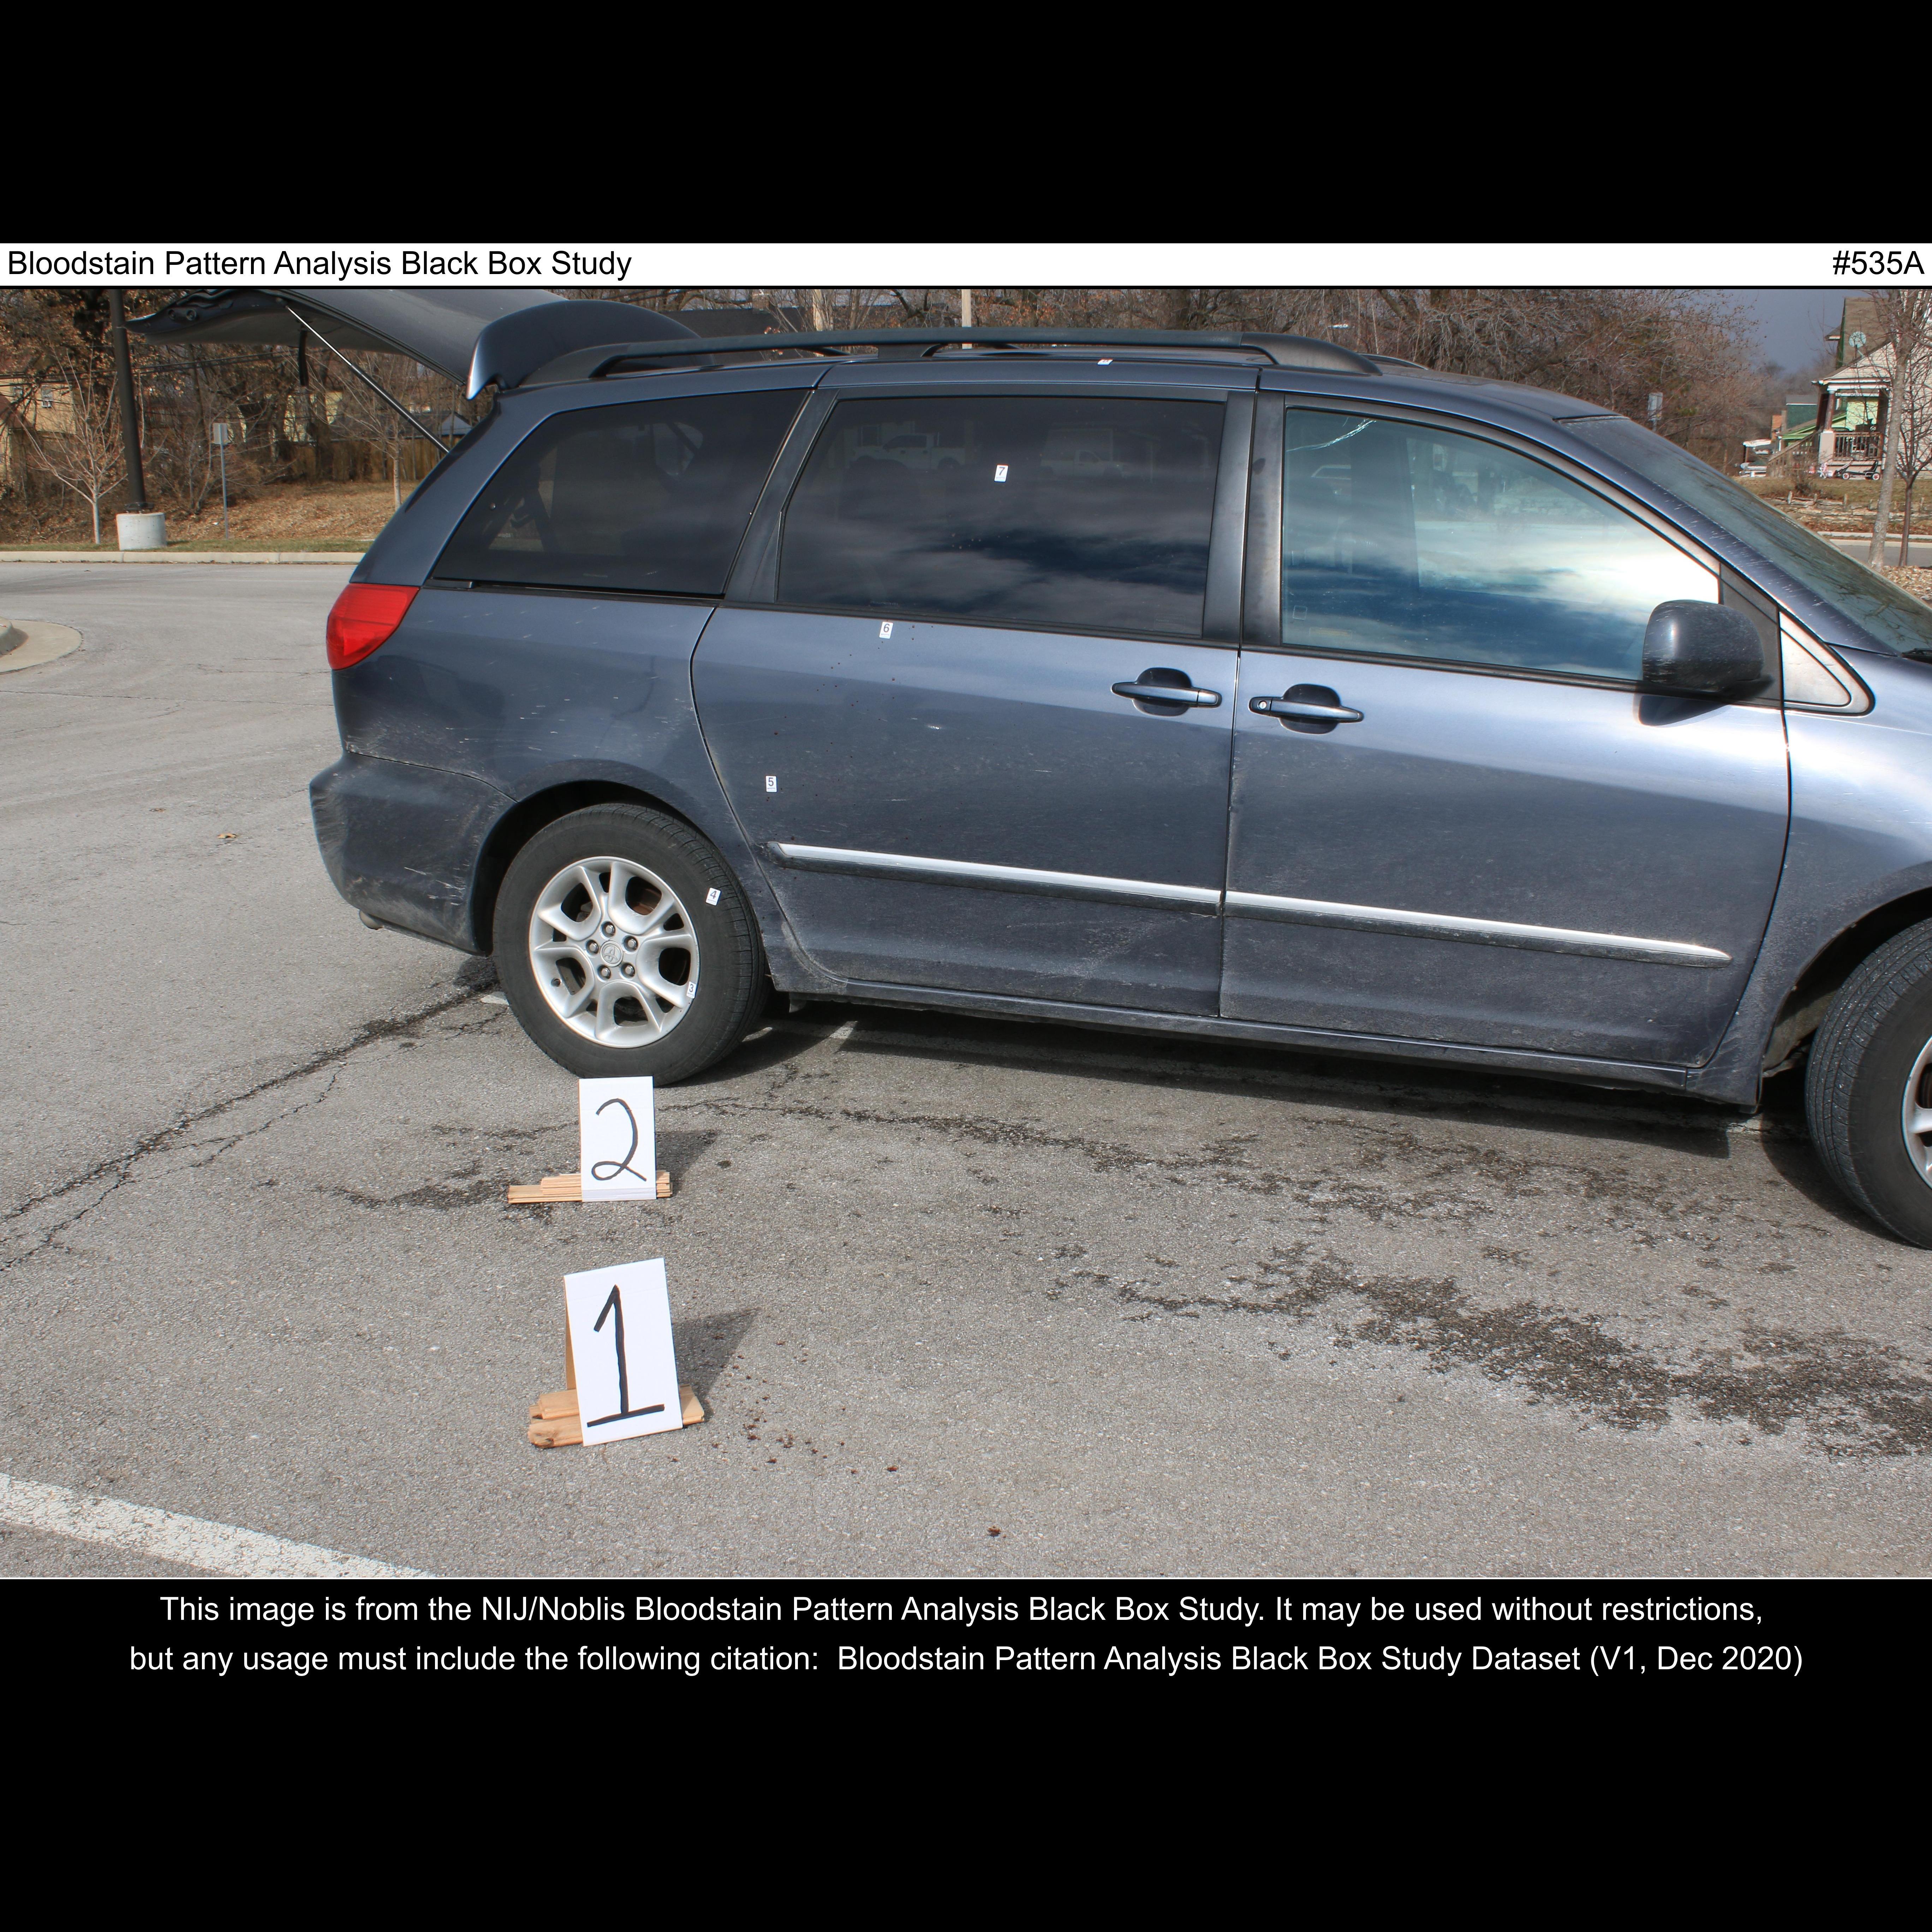 Bloodstain Pattern Analysis Black Box Study #535A
7
6
5
4
3
2
1
This image is from the NIJ/Noblis Bloodstain Pattern Analysis Black Box Study. It may be used without restrictions,
but any usage must include the following citation: Bloodstain Pattern Analysis Black Box Study Dataset (V1, Dec 2020)